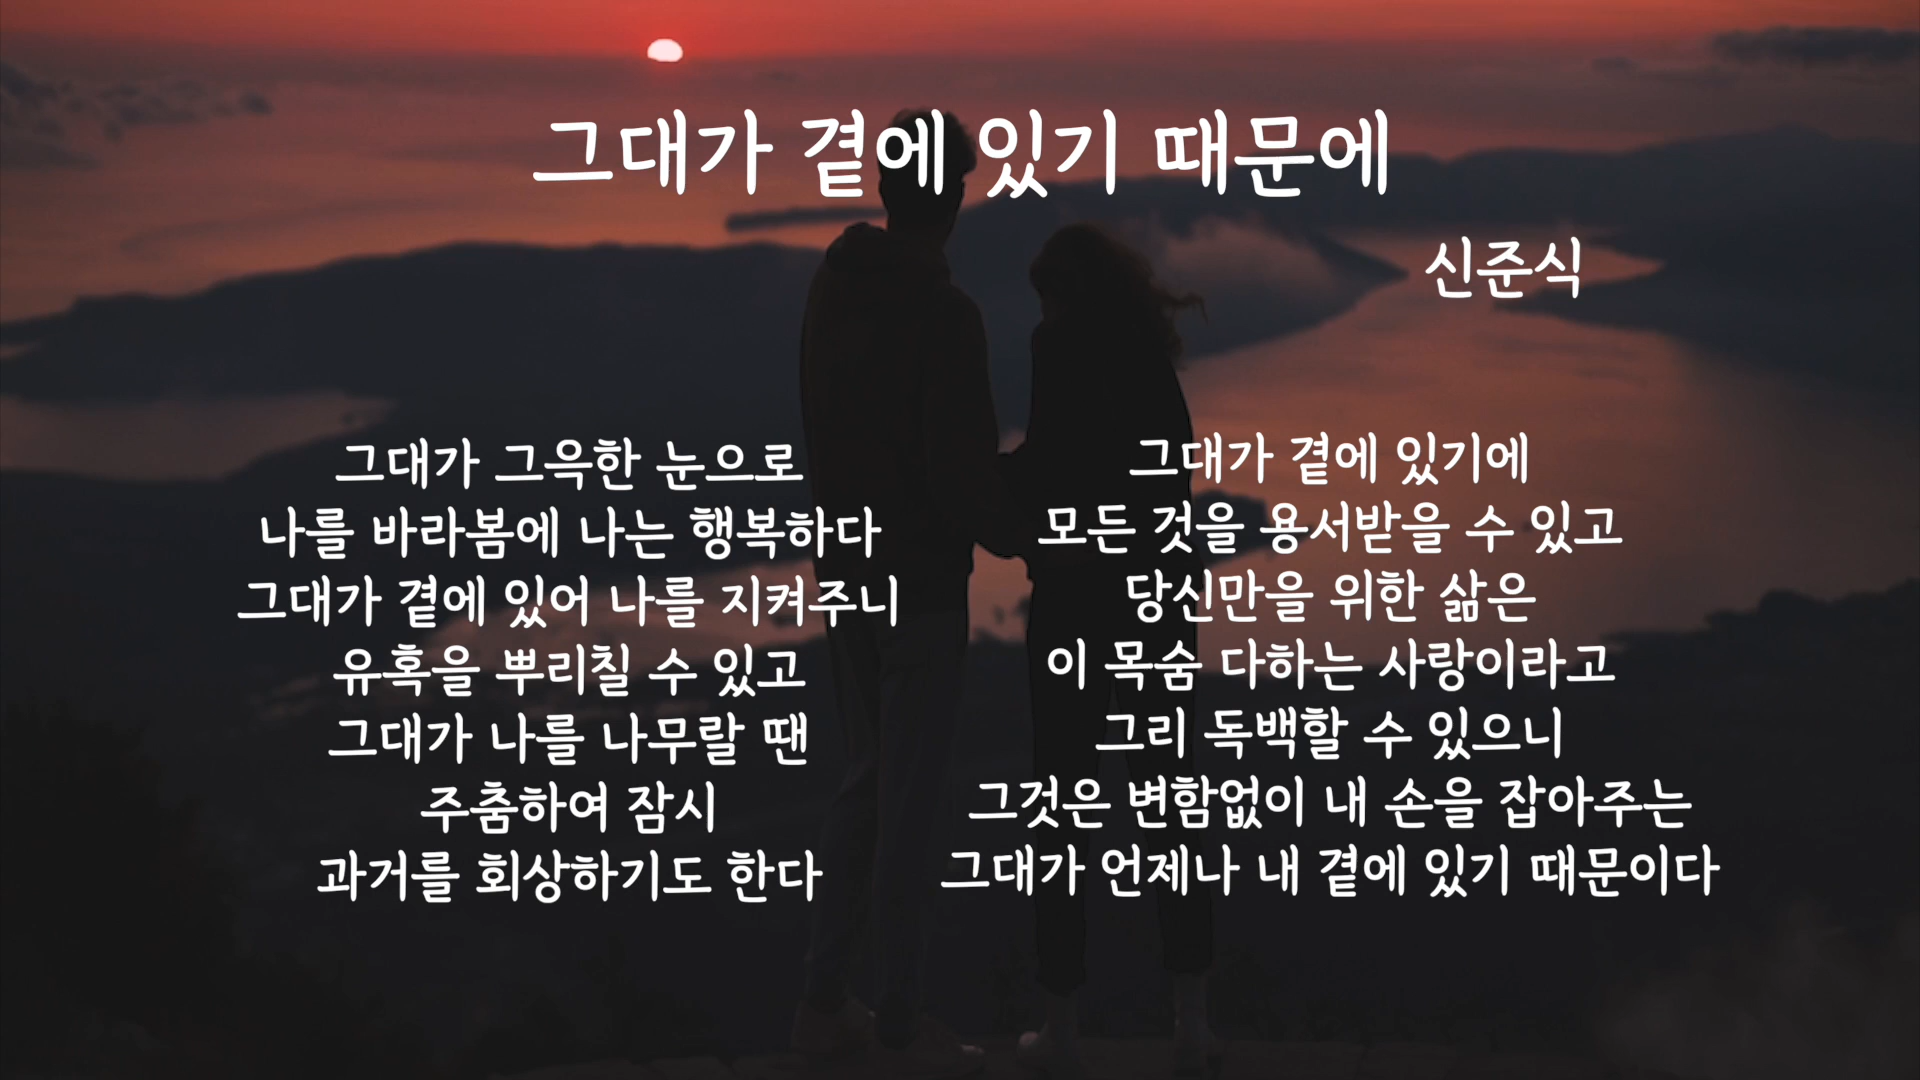 그대가 곁에 있기 때문에
신준식
그대가 그윽한 눈으로
나를 바라봄에 나는 행복하다
그대가 곁에 있어 나를 지켜주니
유혹을 뿌리칠 수 있고
그대가 나를 나무랄 땐
주춤하여 잠시
과거를 회상하기도 한다
그대가 곁에 있기에
모든 것을 용서받을 수 있고
당신만을 위한 삶은
이 목숨 다하는 사랑이라고
그리 독백할 수 있으니
그것은 변함없이 내 손을 잡아주는
그대가 언제나 내 곁에 있기 때문이다